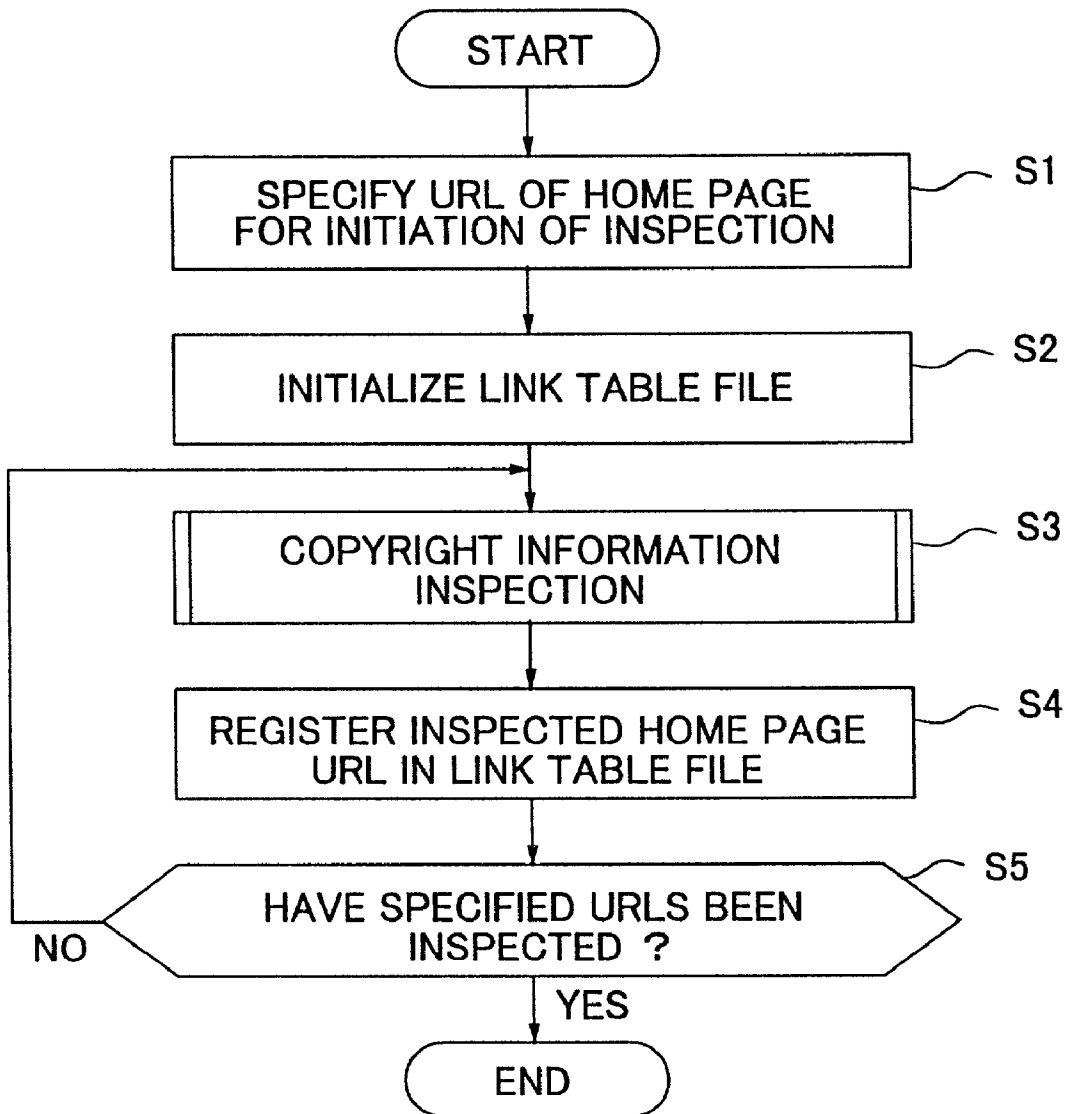 START
SPECIFY URL OF HOME PAGE
FOR INITIATION OF INSPECTION
S1
INITIALIZE LINK TABLE FILE
S2
COPYRIGHT INFORMATION
INSPECTION
S3
REGISTER INSPECTED HOME PAGE
URL IN LINK TABLE FILE
S4
HAVE SPECIFIED URLS BEEN
INSPECTED ?
S5
NO
YES
END